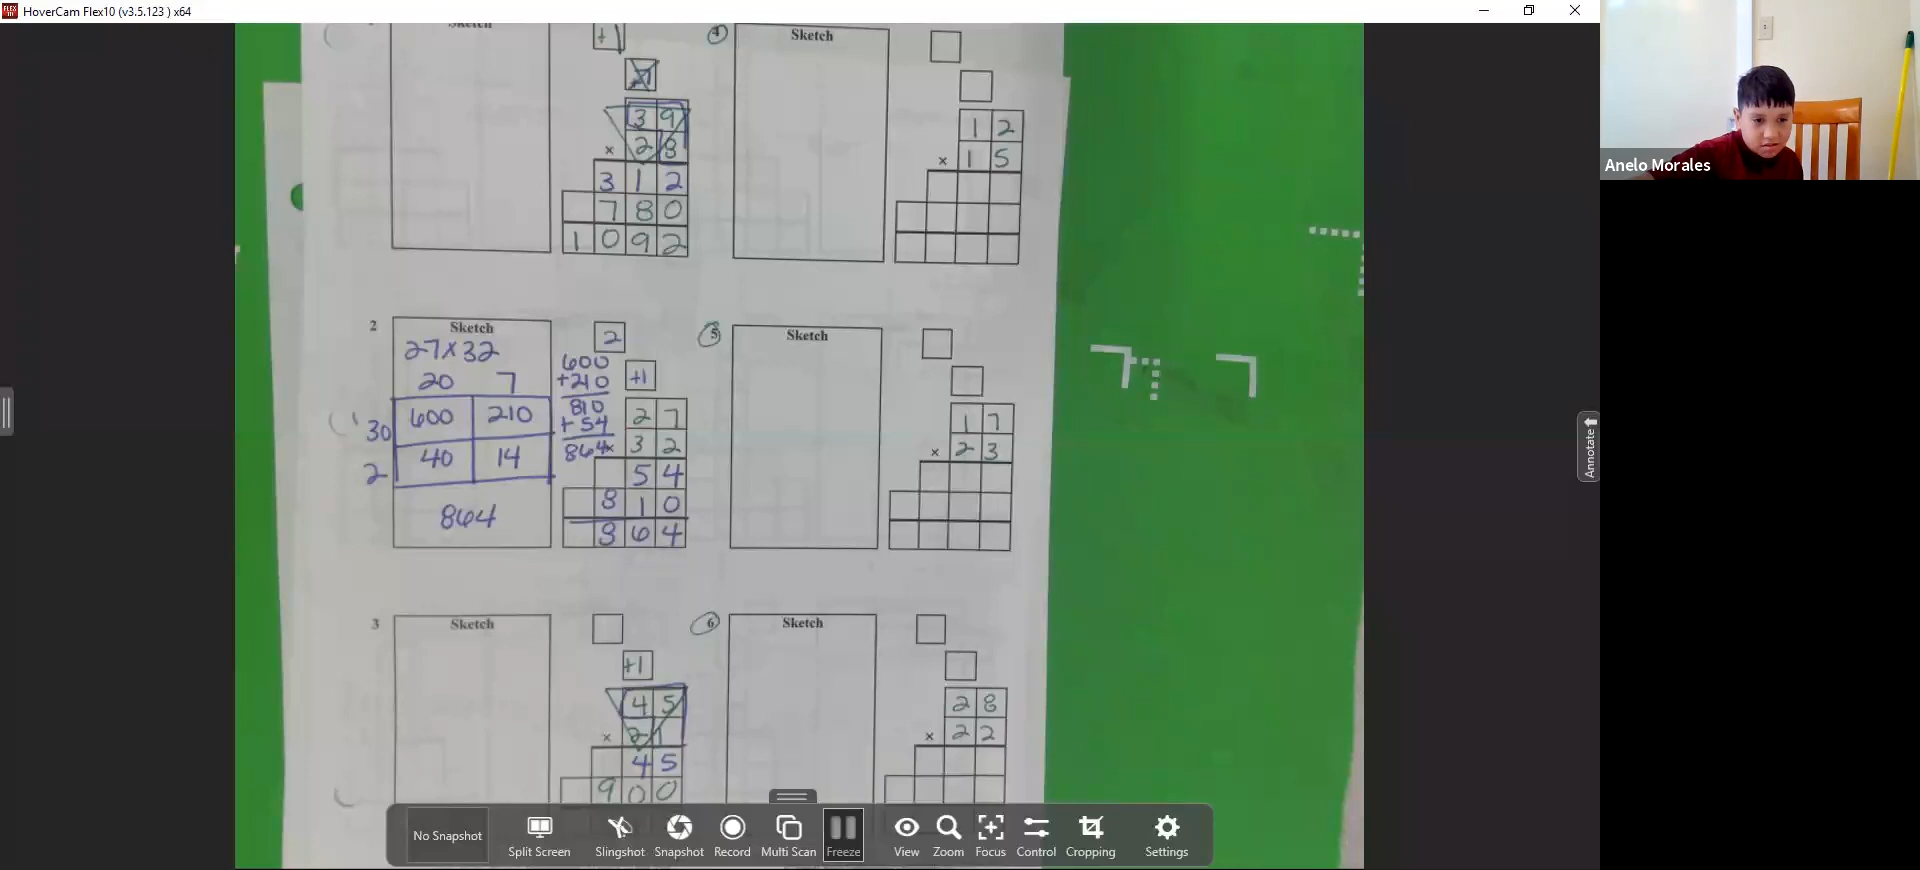 HoverCam Flex10 (v3.5.123 ) x64
Sketch
+1
39
× 28
312
780
1092
4
Sketch
12
× 15
2
Sketch
27×32
20 7
30 600 210
2 40 14
864
600
+210
810
+ 54
864
2
+1
27
× 32
54
810
864
5
Sketch
17
× 23
3
Sketch
+1
45
× 21
45
900
6
Sketch
28
× 22
Anelo Morales
Annotate
No Snapshot
Split Screen
Slingshot
Snapshot
Record
Multi Scan
Freeze
View
Zoom
Focus
Control
Cropping
Settings